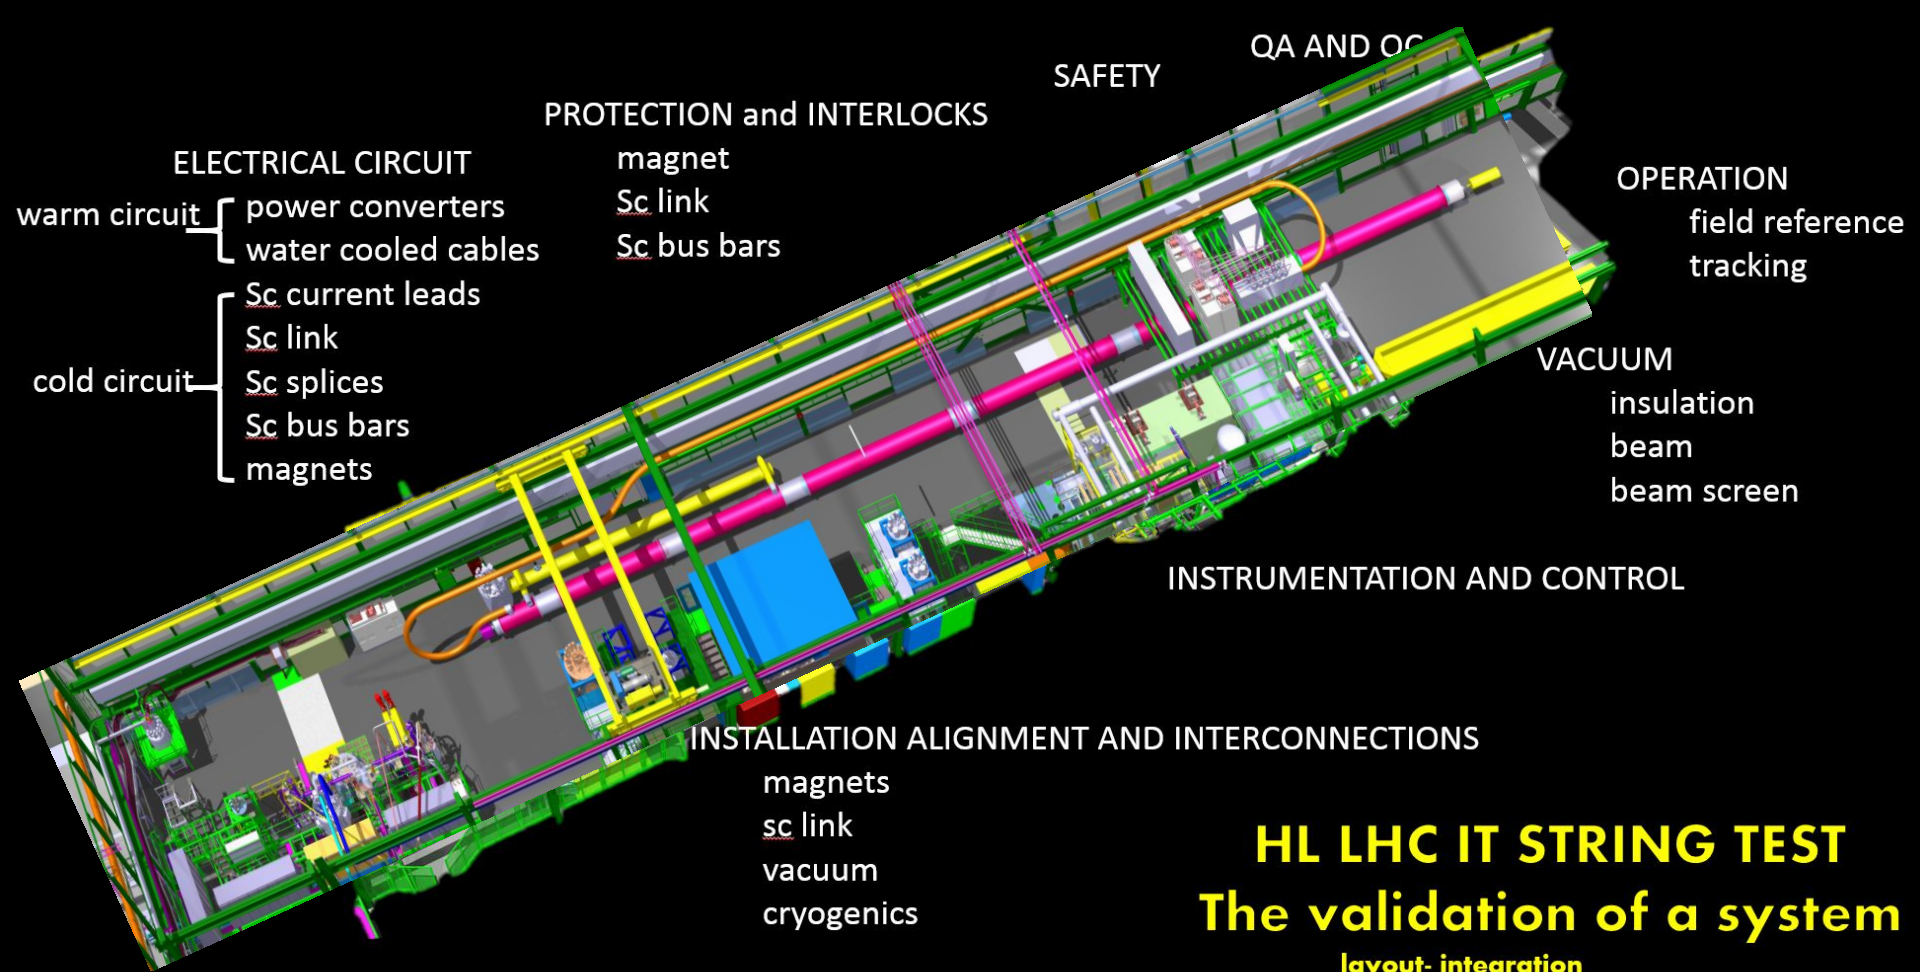 QA AND QC
SAFETY
PROTECTION and INTERLOCKS
magnet
Sc link
Sc bus bars
ELECTRICAL CIRCUIT
warm circuit
power converters
water cooled cables
cold circuit
Sc current leads
Sc link
Sc splices
Sc bus bars
magnets
OPERATION
field reference
tracking
VACUUM
insulation
beam
beam screen
INSTRUMENTATION AND CONTROL
INSTALLATION ALIGNMENT AND INTERCONNECTIONS
magnets
sc link
vacuum
cryogenics
HL LHC IT STRING TEST
The validation of a system
layout- integration